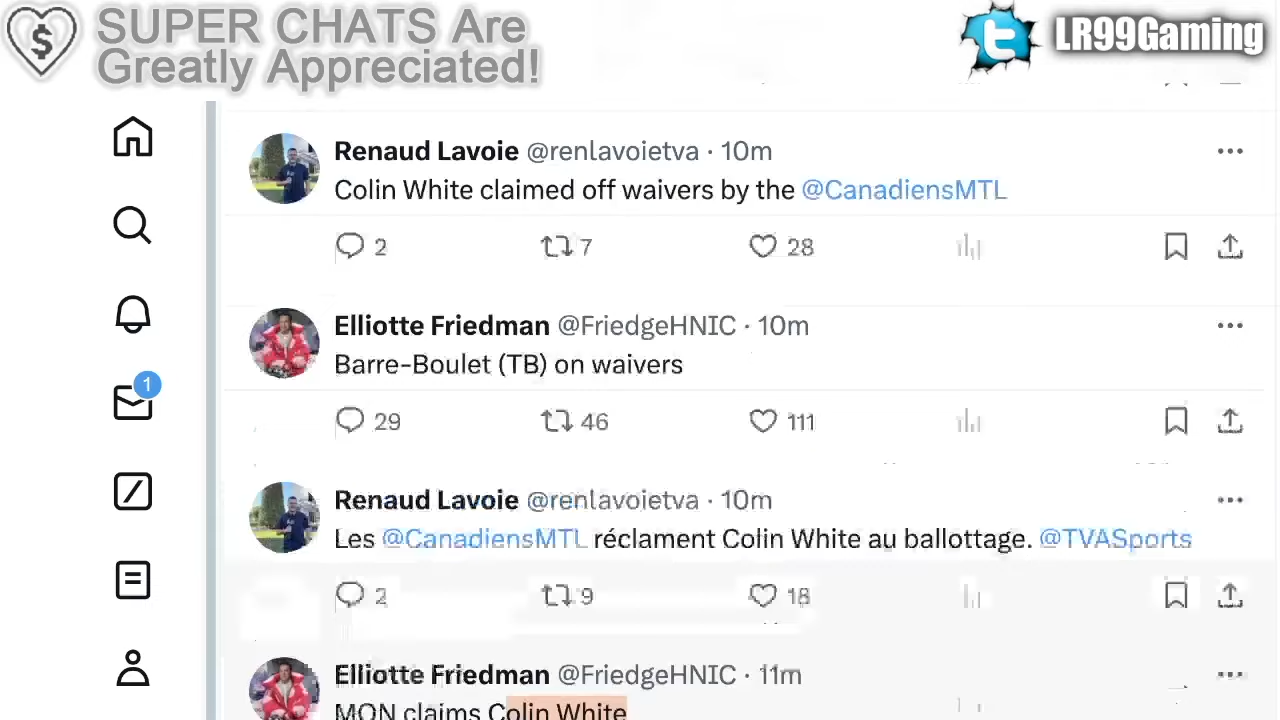 SUPER CHATS Are
Greatly Appreciated!
LR99Gaming
Renaud Lavoie @renlavoietva · 10m
Colin White claimed off waivers by the @CanadiensMTL
2 7 28
Elliotte Friedman @FriedgeHNIC · 10m
Barre-Boulet (TB) on waivers
29 46 111
1
Renaud Lavoie @renlavoietva · 10m
Les @CanadiensMTL réclament Colin White au ballottage. @TVASports
2 9 18
Elliotte Friedman @FriedgeHNIC · 11m
MON claims Colin White